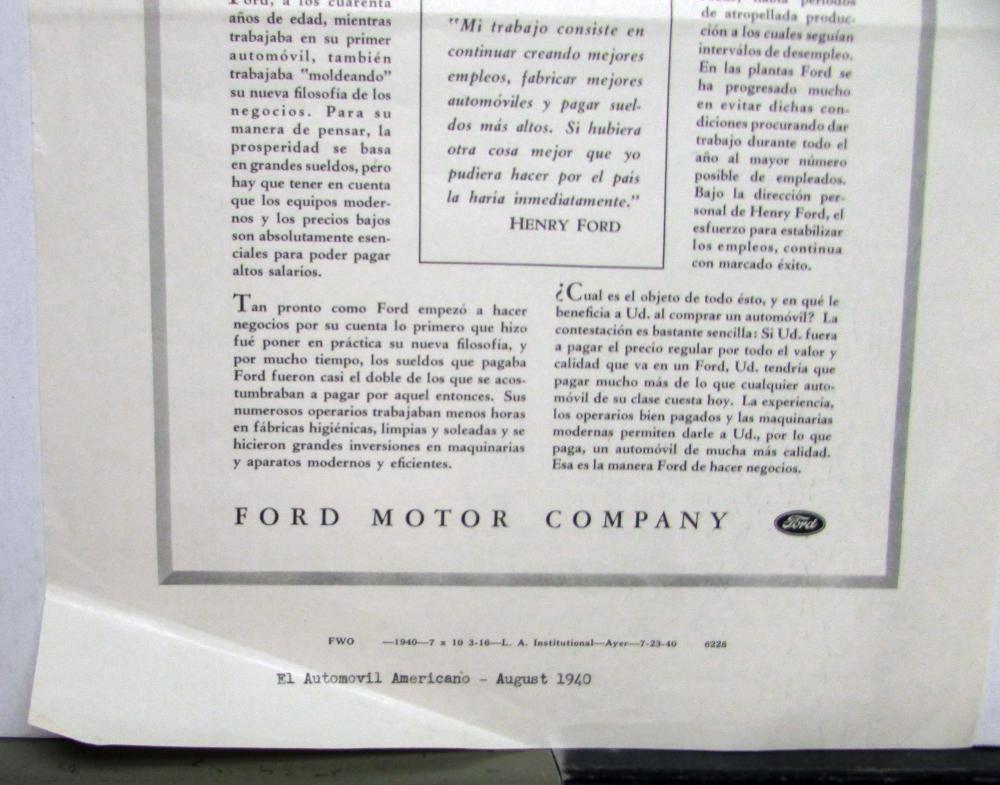 Ford, a los cuarenta
años de edad, mientras
trabajaba en su primer
automóvil, también
trabajaba "moldeando"
su nueva filosofía de los
negocios. Para su
manera de pensar, la
prosperidad se basa
en grandes sueldos, pero
hay que tener en cuenta
que los equipos moder-
nos y los precios bajos
son absolutamente esen-
ciales para poder pagar
altos salarios.
"Mi trabajo consiste en
continuar creando mejores
empleos, fabricar mejores
automóviles y pagar suel-
dos más altos. Si hubiera
otra cosa mejor que yo
pudiera hacer por el país
la haría inmediatamente."
HENRY FORD
había períodos
de atropellada produc-
ción a los cuales seguían
interválos de desempleo.
En las plantas Ford se
ha progresado mucho
en evitar dichas con-
diciones procurando dar
trabajo durante todo el
año al mayor número
posible de empleados.
Bajo la dirección per-
sonal de Henry Ford, el
esfuerzo para estabilizar
los empleos, continua
con marcado éxito.
Tan pronto como Ford empezó a hacer
negocios por su cuenta lo primero que hizo
fué poner en práctica su nueva filosofía, y
por mucho tiempo, los sueldos que pagaba
Ford fueron casi el doble de los que se acos-
tumbraban a pagar por aquel entonces. Sus
numerosos operarios trabajaban menos horas
en fábricas higiénicas, limpias y soleadas y se
hicieron grandes inversiones en maquinarias
y aparatos modernos y eficientes.
¿Cual es el objeto de todo ésto, y en qué le
beneficia a Ud. al comprar un automóvil? La
contestación es bastante sencilla: Si Ud. fuera
a pagar el precio regular por todo el valor y
calidad que va en un Ford, Ud. tendría que
pagar mucho más de lo que cualquier auto-
móvil de su clase cuesta hoy. La experiencia,
los operarios bien pagados y las maquinarias
modernas permiten darle a Ud., por lo que
paga, un automóvil de mucha más calidad.
Esa es la manera Ford de hacer negocios.
FORD MOTOR COMPANY
Ford
FWO —1940—7 x 10 3-16—L. A. Institutional—Ayer—7-23-40 6228
El Automovil Americano - August 1940